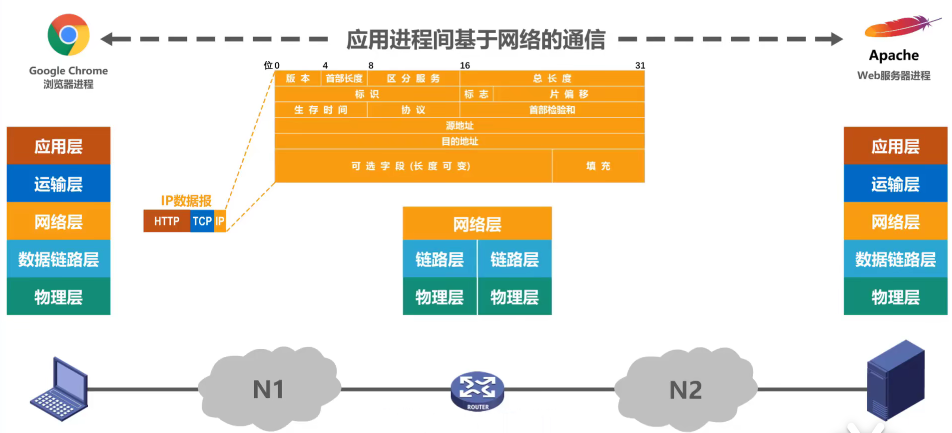 应用进程间基于网络的通信
Google Chrome
浏览器进程
Apache
Web服务器进程
位 0 4 8 16 31
版本 首部长度 区分服务 总长度
标识 标志 片偏移
生存时间 协议 首部检验和
源地址
目的地址
可选字段(长度可变) 填充
应用层
运输层
网络层
数据链路层
物理层
IP数据报
HTTP TCP IP
网络层
链路层 链路层
物理层 物理层
应用层
运输层
网络层
数据链路层
物理层
N1
ROUTER
N2